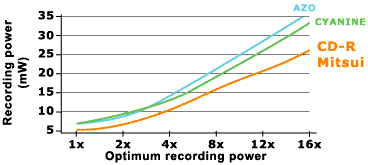 AZO
CYANINE
CD-R
Mitsui
Recording power
(mW)
35
30
25
20
15
10
5
1x 2x 4x 8x 12x 16x
Optimum recording power